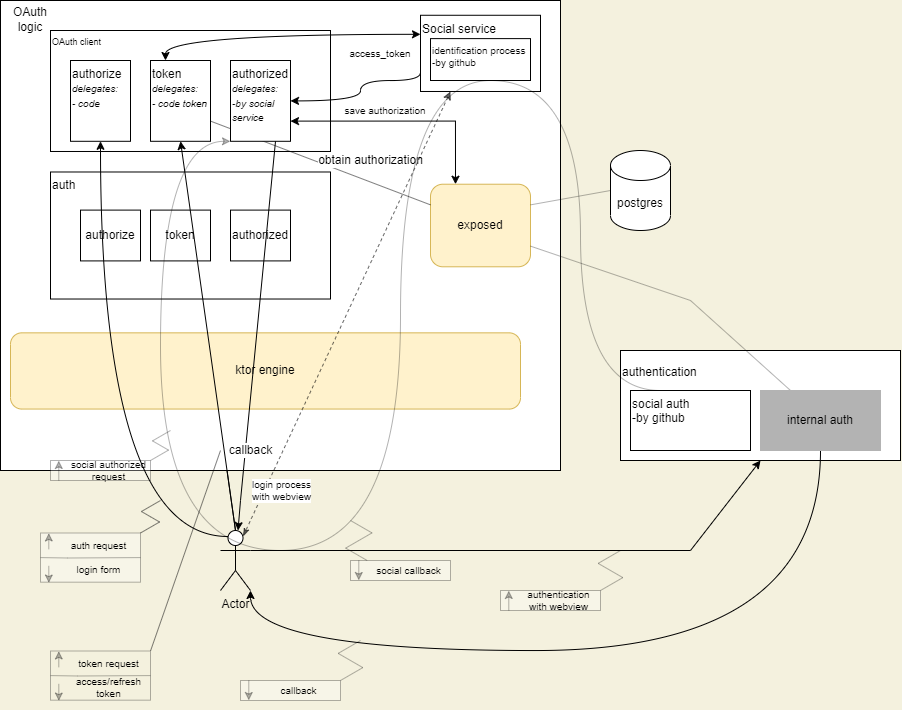 OAuth
logic
OAuth client
authorize
delegates:
- code
token
delegates:
- code token
authorized
delegates:
-by social
service
access_token
Social service
identification process
-by github
save authorization
obtain authorization
auth
authorize
token
authorized
exposed
postgres
ktor engine
authentication
social auth
-by github
internal auth
callback
social authorized
request
login process
with webview
auth request
login form
social callback
authentication
with webview
Actor
token request
access/refresh
token
callback